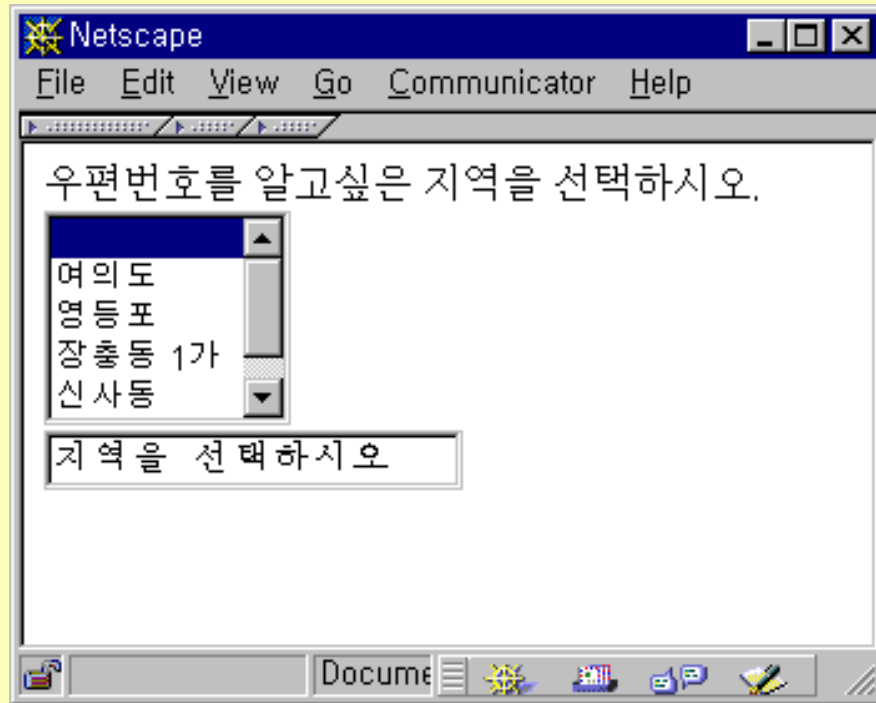 Netscape
File Edit View Go Communicator Help
우편번호를 알고싶은 지역을 선택하시오.
여의도
영등포
장충동 1가
신사동
지역을 선택하시오
Docume